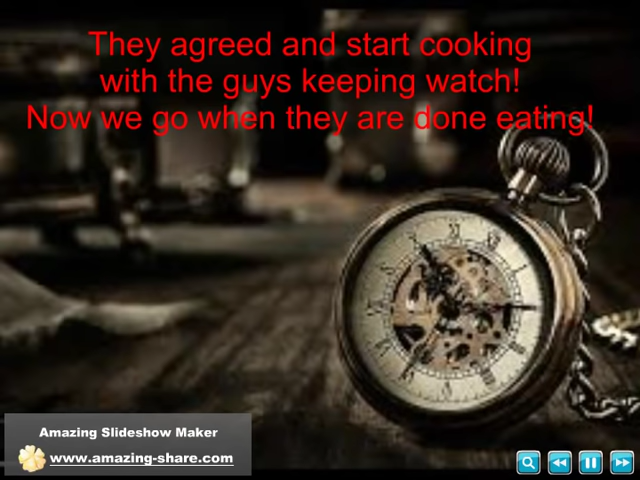 They agreed and start cooking
with the guys keeping watch!
Now we go when they are done eating!
Amazing Slideshow Maker
www.amazing-share.com